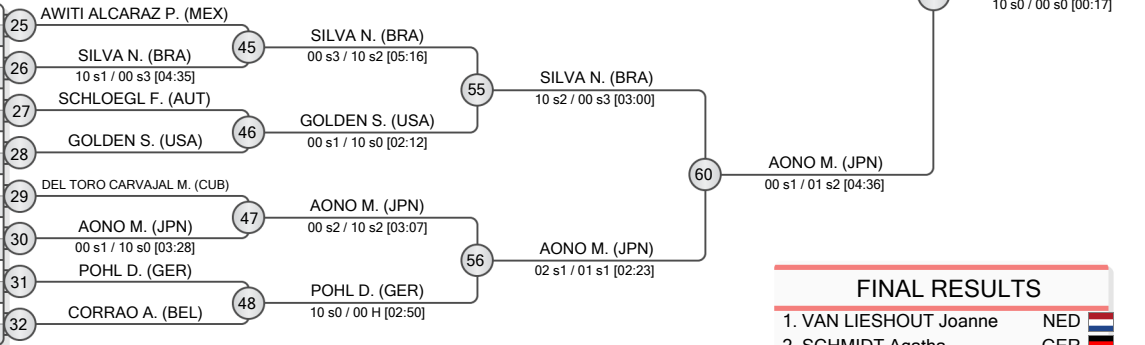 10 s0 / 00 s0 [00:17]
25
AWITI ALCARAZ P. (MEX)
26
SILVA N. (BRA)
10 s1 / 00 s3 [04:35]
45
SILVA N. (BRA)
00 s3 / 10 s2 [05:16]
27
SCHLOEGL F. (AUT)
28
GOLDEN S. (USA)
46
GOLDEN S. (USA)
00 s1 / 10 s0 [02:12]
55
SILVA N. (BRA)
10 s2 / 00 s3 [03:00]
29
DEL TORO CARVAJAL M. (CUB)
30
AONO M. (JPN)
00 s1 / 10 s0 [03:28]
47
AONO M. (JPN)
00 s2 / 10 s2 [03:07]
31
POHL D. (GER)
32
CORRAO A. (BEL)
48
POHL D. (GER)
10 s0 / 00 H [02:50]
56
AONO M. (JPN)
02 s1 / 01 s1 [02:23]
60
AONO M. (JPN)
00 s1 / 01 s2 [04:36]
FINAL RESULTS
1. VAN LIESHOUT Joanne NED
2. SCHMIDT Agatha GER